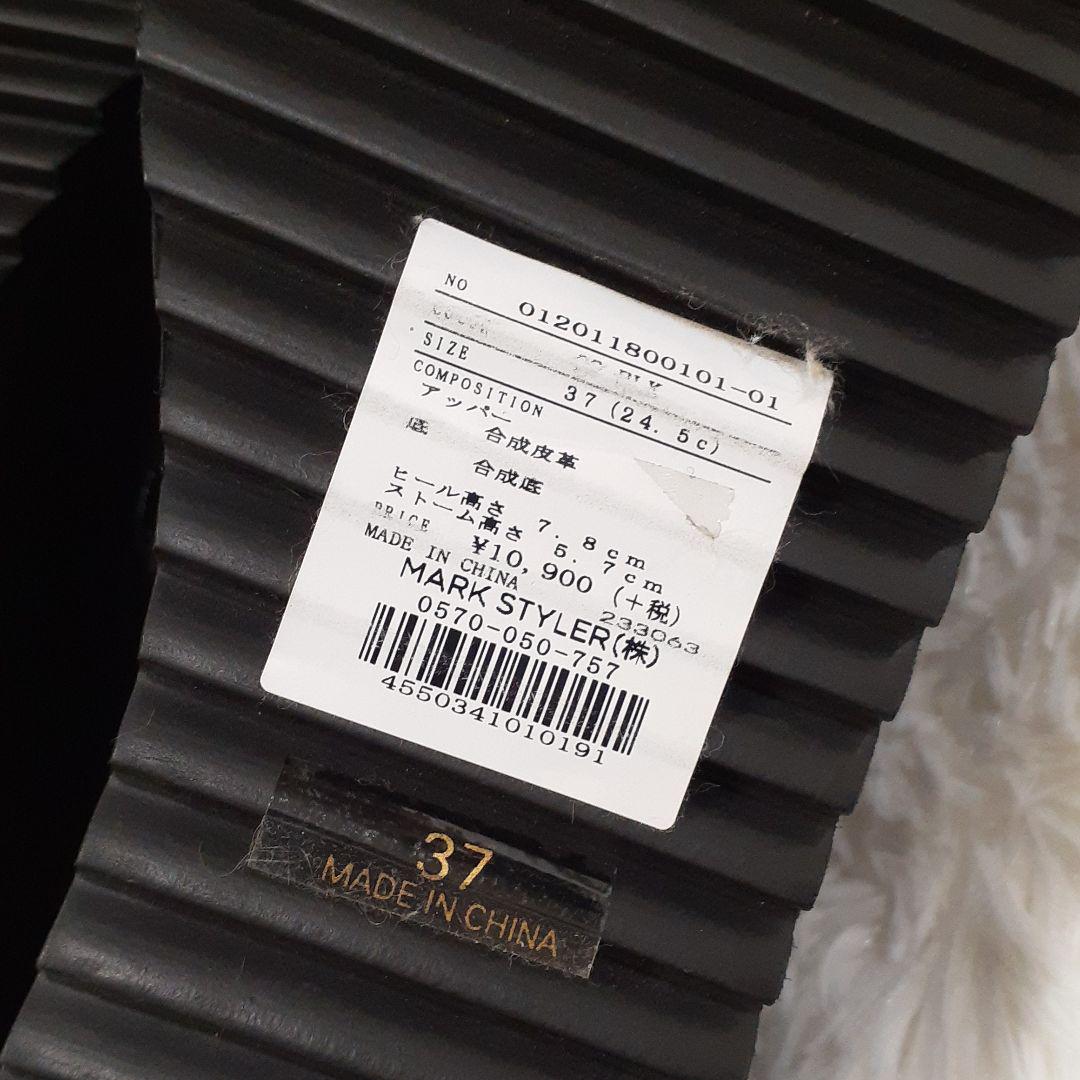 NO 012011800101-01
SIZE 37(24.5c)
COMPOSITION
アッパー 合成皮革
底 合成底
ヒール高さ 7.8cm
ストーム高さ 5.7cm
PRICE ¥10,900 (+税)
MADE IN CHINA 233063
MARK STYLER(株)
0570-050-757
4550341010191
37
MADE IN CHINA